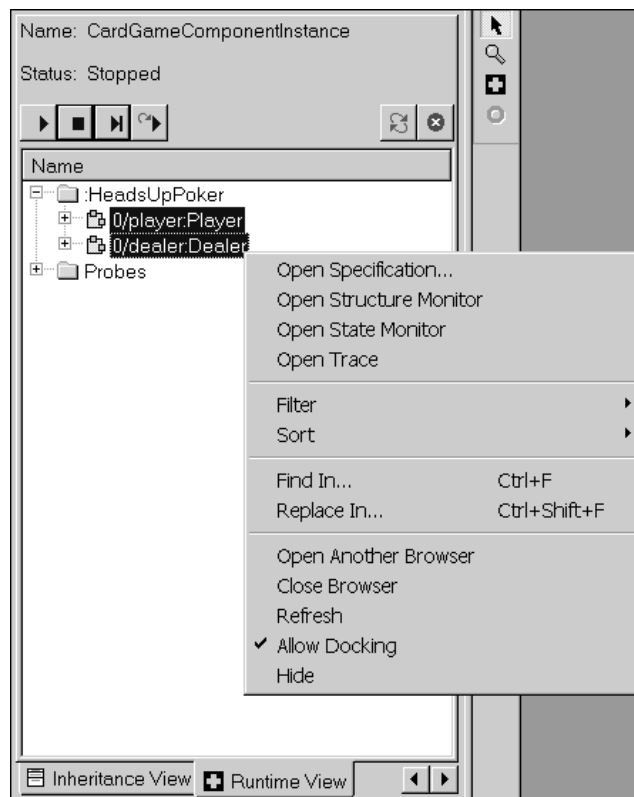 Name: CardGameComponentInstance
Status: Stopped
Name
:HeadsUpPoker
0/player:Player
0/dealer:Dealer
Probes
Open Specification...
Open Structure Monitor
Open State Monitor
Open Trace
Filter
Sort
Find In... Ctrl+F
Replace In... Ctrl+Shift+F
Open Another Browser
Close Browser
Refresh
Allow Docking
Hide
Inheritance View Runtime View